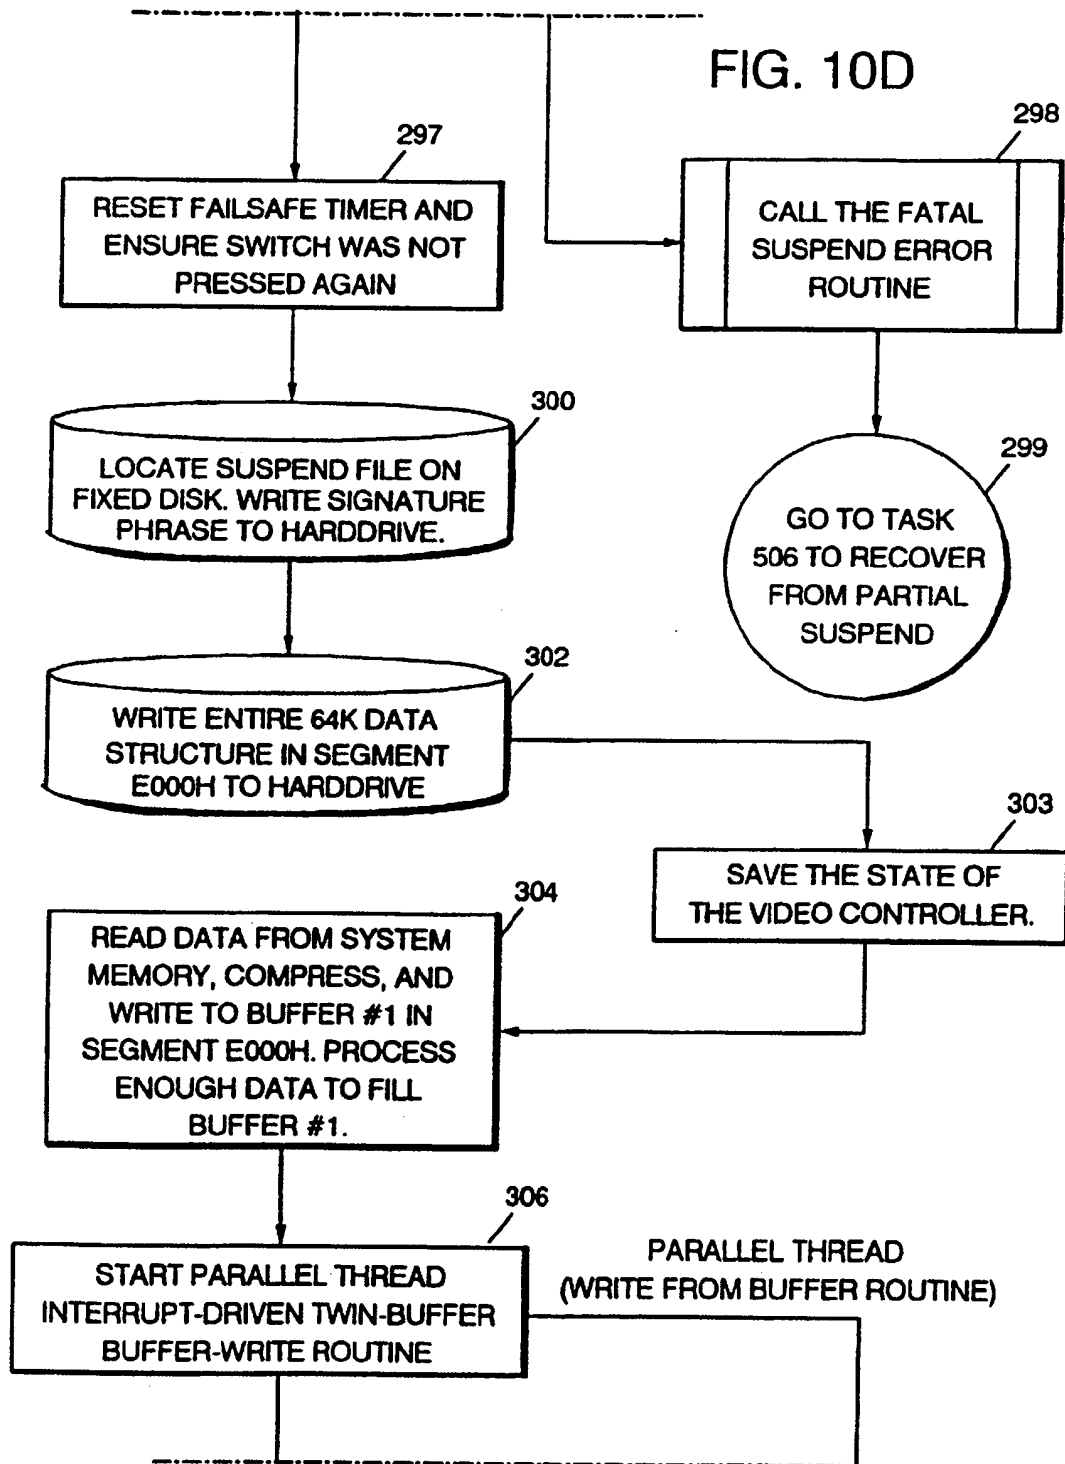 FIG. 10D
297
RESET FAILSAFE TIMER AND
ENSURE SWITCH WAS NOT
PRESSED AGAIN
298
CALL THE FATAL
SUSPEND ERROR
ROUTINE
300
LOCATE SUSPEND FILE ON
FIXED DISK. WRITE SIGNATURE
PHRASE TO HARDDRIVE.
299
GO TO TASK
506 TO RECOVER
FROM PARTIAL
SUSPEND
302
WRITE ENTIRE 64K DATA
STRUCTURE IN SEGMENT
E000H TO HARDDRIVE
303
SAVE THE STATE OF
THE VIDEO CONTROLLER.
304
READ DATA FROM SYSTEM
MEMORY, COMPRESS, AND
WRITE TO BUFFER #1 IN
SEGMENT E000H. PROCESS
ENOUGH DATA TO FILL
BUFFER #1.
306
START PARALLEL THREAD
INTERRUPT-DRIVEN TWIN-BUFFER
BUFFER-WRITE ROUTINE
PARALLEL THREAD
(WRITE FROM BUFFER ROUTINE)